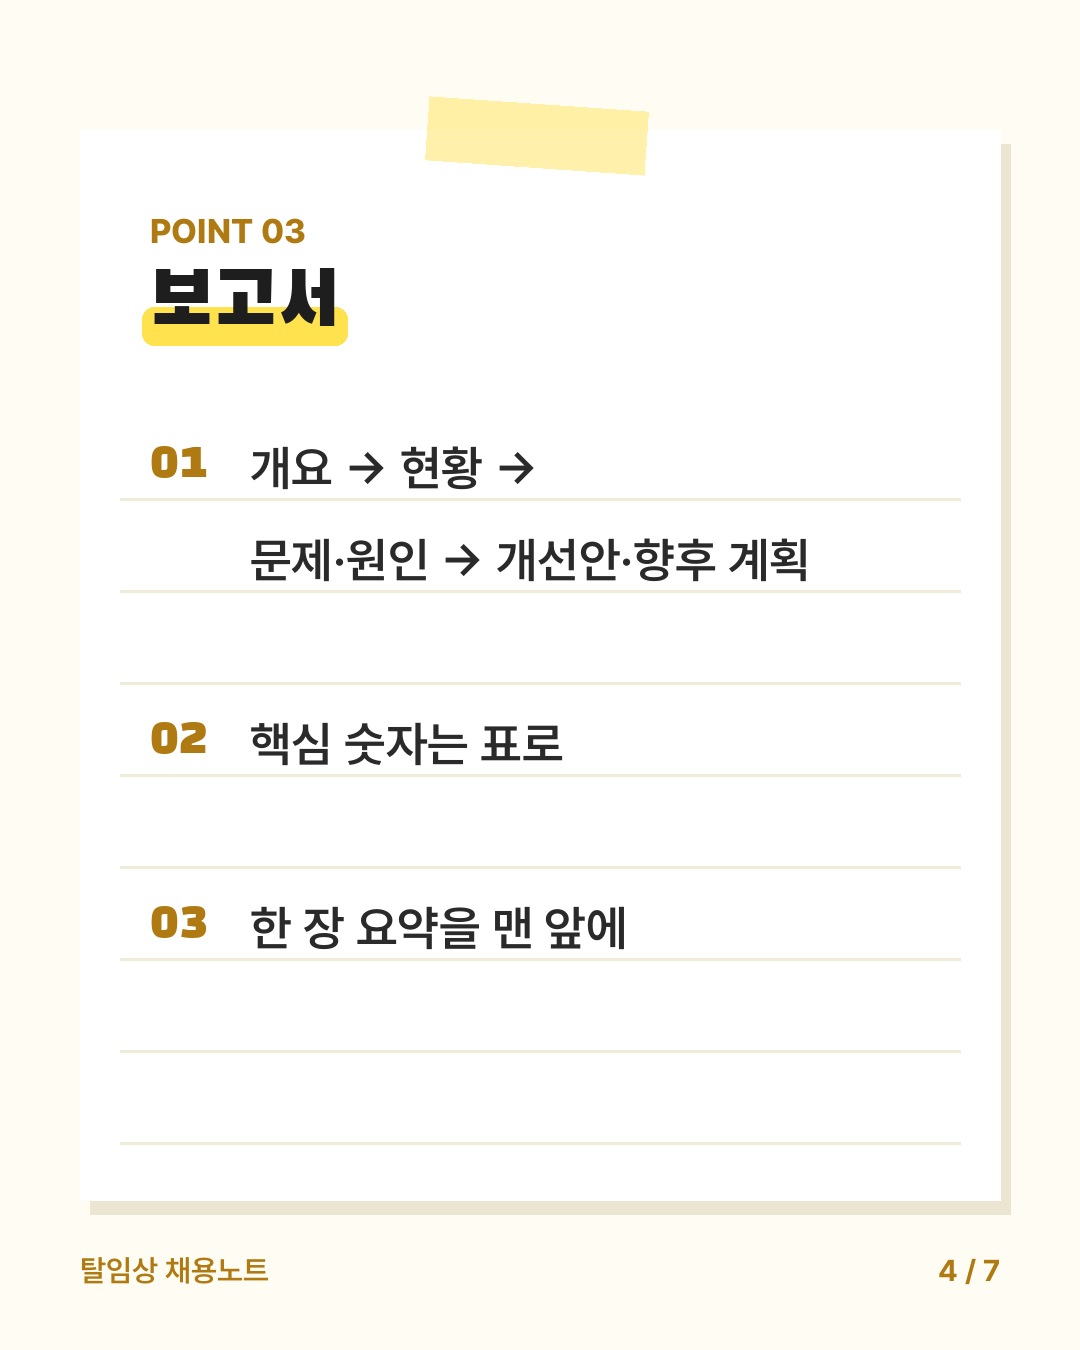 POINT 03
보고서
01 개요 → 현황 →
문제·원인 → 개선안·향후 계획
02 핵심 숫자는 표로
03 한 장 요약을 맨 앞에
탈임상 채용노트
4 / 7